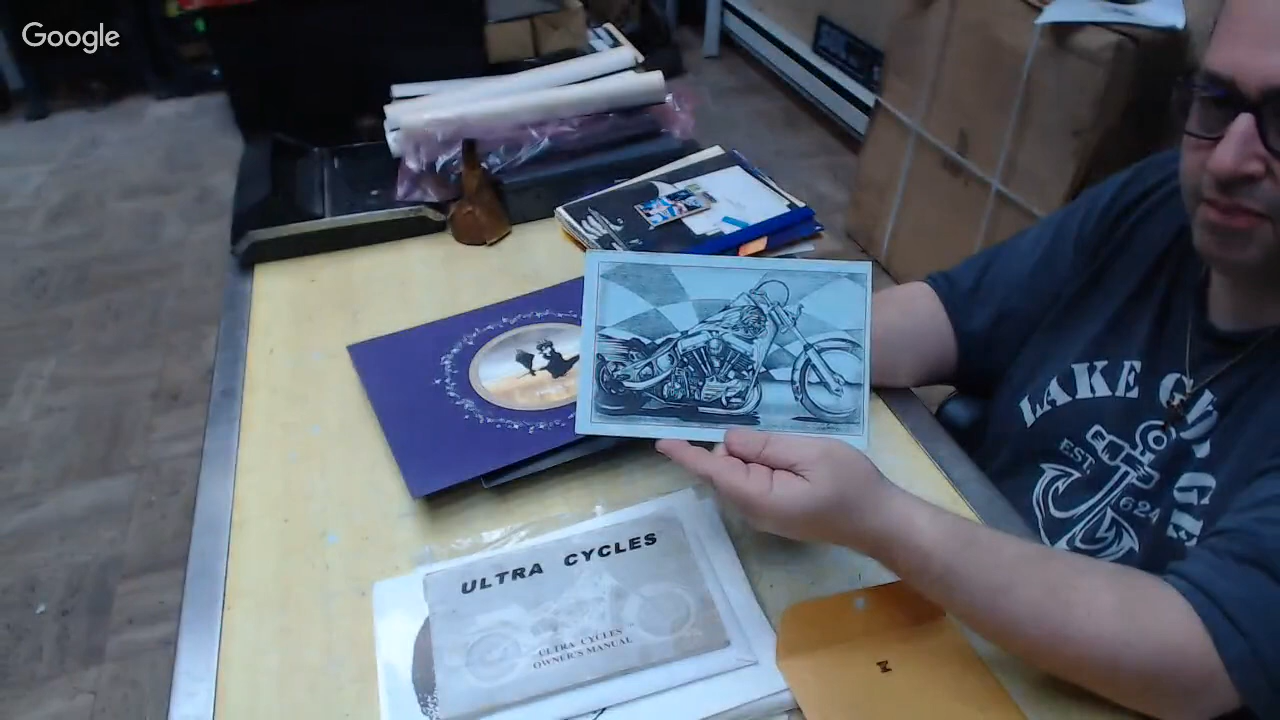 Google
LAKE G
EST.
624
ULTRA CYCLES
ULTRA CYCLES
OWNER'S MANUAL